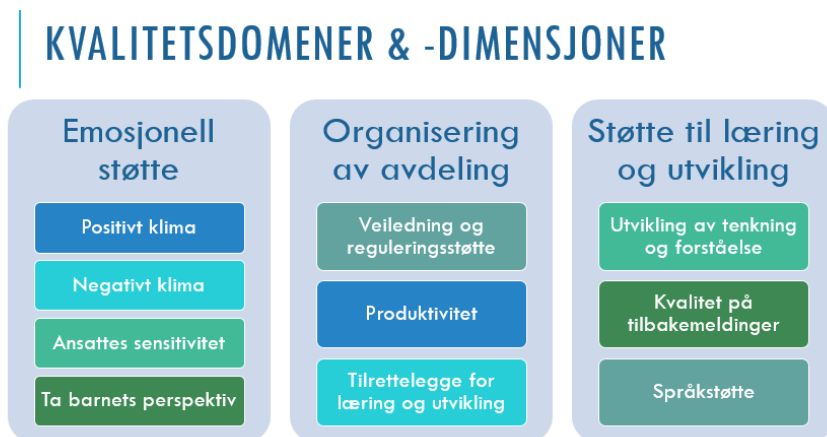 KVALITETSDOMENER & -DIMENSJONER
Emosjonell
støtte
Positivt klima
Negativt klima
Ansattes sensitivitet
Ta barnets perspektiv
Organisering
av avdeling
Veiledning og
reguleringsstøtte
Produktivitet
Tilrettelegge for
læring og utvikling
Støtte til læring
og utvikling
Utvikling av tenkning
og forståelse
Kvalitet på
tilbakemeldinger
Språkstøtte